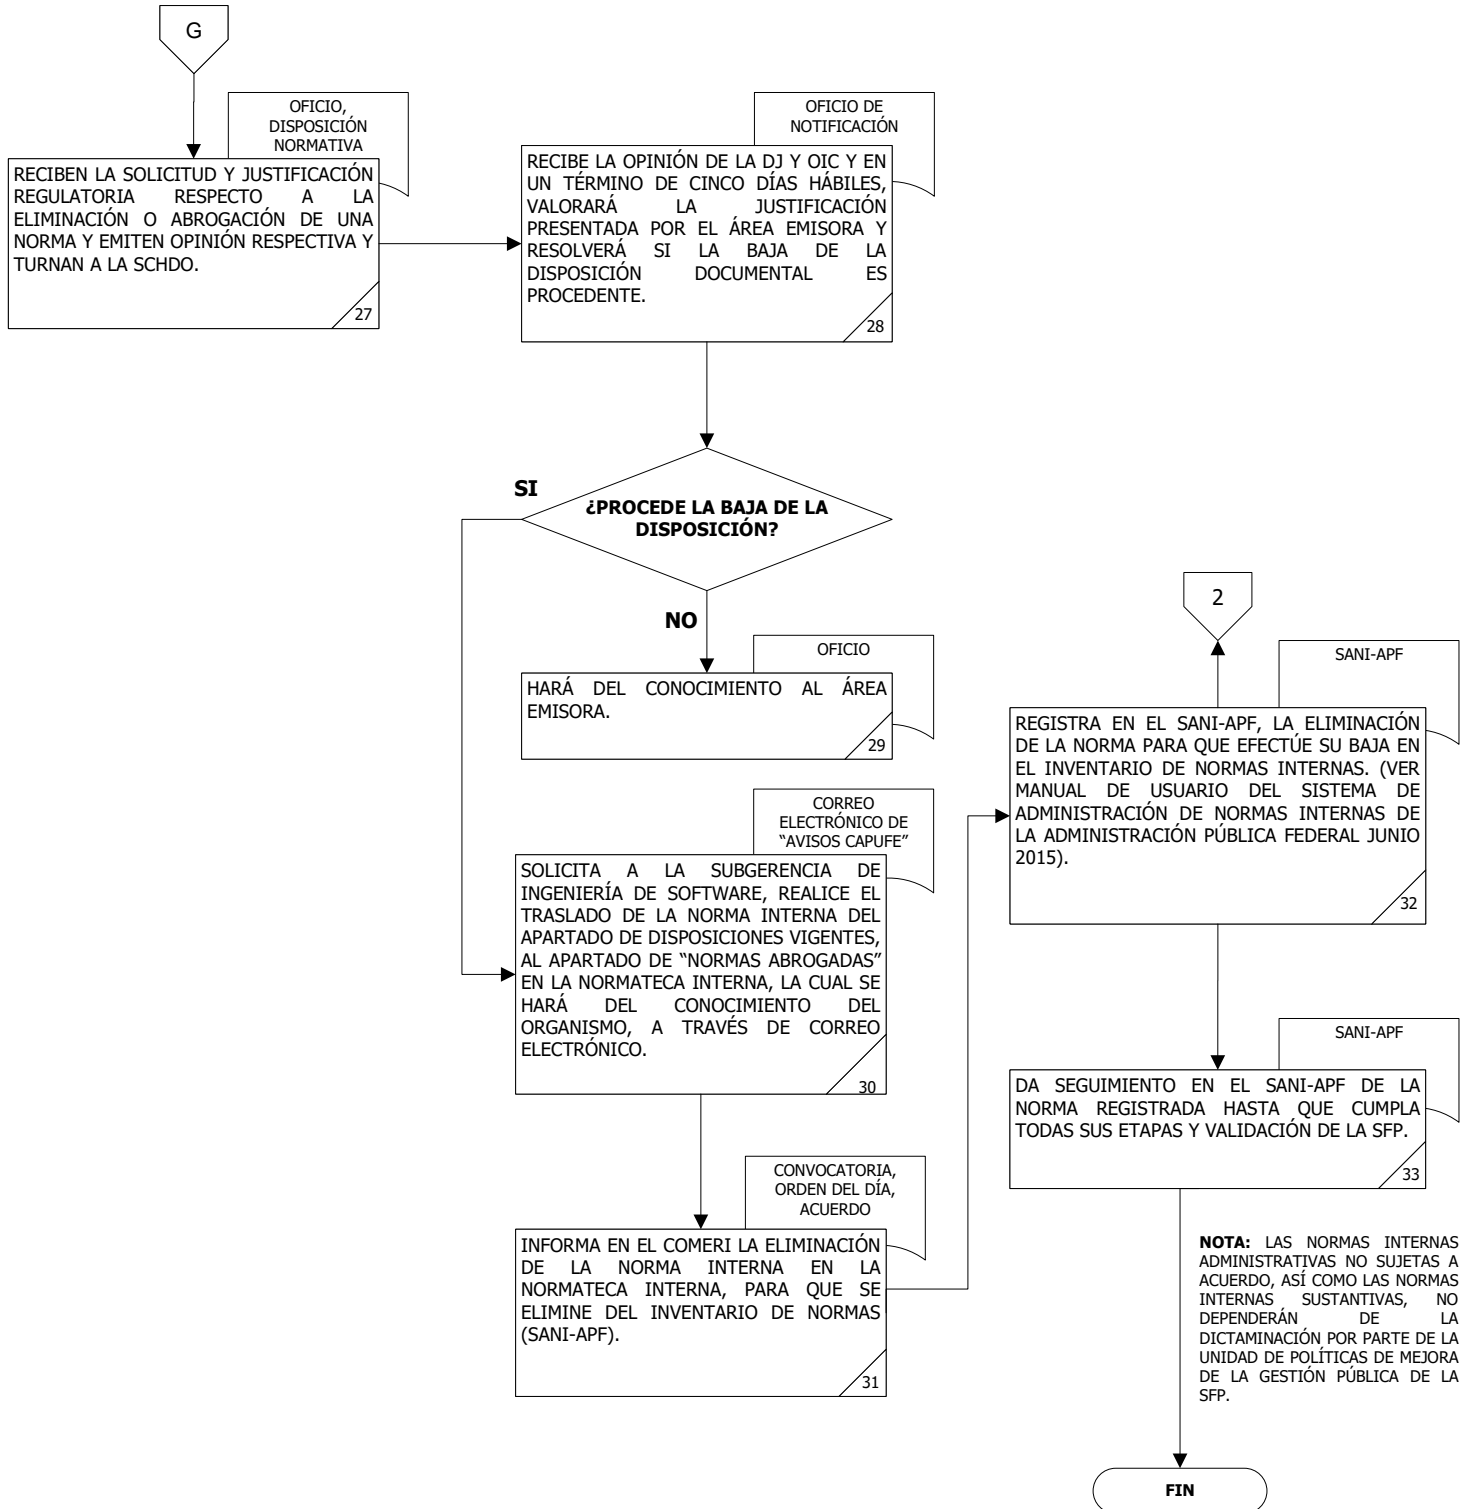 G
OFICIO,
DISPOSICIÓN
NORMATIVA
RECIBEN LA SOLICITUD Y JUSTIFICACIÓN
REGULATORIA RESPECTO A LA
ELIMINACIÓN O ABROGACIÓN DE UNA
NORMA Y EMITEN OPINIÓN RESPECTIVA Y
TURNAN A LA SCHDO.
27
OFICIO DE
NOTIFICACIÓN
RECIBE LA OPINIÓN DE LA DJ Y OIC Y EN
UN TÉRMINO DE CINCO DÍAS HÁBILES,
VALORARÁ LA JUSTIFICACIÓN
PRESENTADA POR EL ÁREA EMISORA Y
RESOLVERÁ SI LA BAJA DE LA
DISPOSICIÓN DOCUMENTAL ES
PROCEDENTE.
28
SI
¿PROCEDE LA BAJA DE LA
DISPOSICIÓN?
NO
OFICIO
HARÁ DEL CONOCIMIENTO AL ÁREA
EMISORA.
29
CORREO
ELECTRÓNICO DE
“AVISOS CAPUFE”
SOLICITA A LA SUBGERENCIA DE
INGENIERÍA DE SOFTWARE, REALICE EL
TRASLADO DE LA NORMA INTERNA DEL
APARTADO DE DISPOSICIONES VIGENTES,
AL APARTADO DE “NORMAS ABROGADAS”
EN LA NORMATECA INTERNA, LA CUAL SE
HARÁ DEL CONOCIMIENTO DEL
ORGANISMO, A TRAVÉS DE CORREO
ELECTRÓNICO.
30
CONVOCATORIA,
ORDEN DEL DÍA,
ACUERDO
INFORMA EN EL COMERI LA ELIMINACIÓN
DE LA NORMA INTERNA EN LA
NORMATECA INTERNA, PARA QUE SE
ELIMINE DEL INVENTARIO DE NORMAS
(SANI-APF).
31
2
SANI-APF
REGISTRA EN EL SANI-APF, LA ELIMINACIÓN
DE LA NORMA PARA QUE EFECTÚE SU BAJA EN
EL INVENTARIO DE NORMAS INTERNAS. (VER
MANUAL DE USUARIO DEL SISTEMA DE
ADMINISTRACIÓN DE NORMAS INTERNAS DE
LA ADMINISTRACIÓN PÚBLICA FEDERAL JUNIO
2015).
32
SANI-APF
DA SEGUIMIENTO EN EL SANI-APF DE LA
NORMA REGISTRADA HASTA QUE CUMPLA
TODAS SUS ETAPAS Y VALIDACIÓN DE LA SFP.
33
NOTA: LAS NORMAS INTERNAS
ADMINISTRATIVAS NO SUJETAS A
ACUERDO, ASÍ COMO LAS NORMAS
INTERNAS SUSTANTIVAS, NO
DEPENDERÁN DE LA
DICTAMINACIÓN POR PARTE DE LA
UNIDAD DE POLÍTICAS DE MEJORA
DE LA GESTIÓN PÚBLICA DE LA
SFP.
FIN